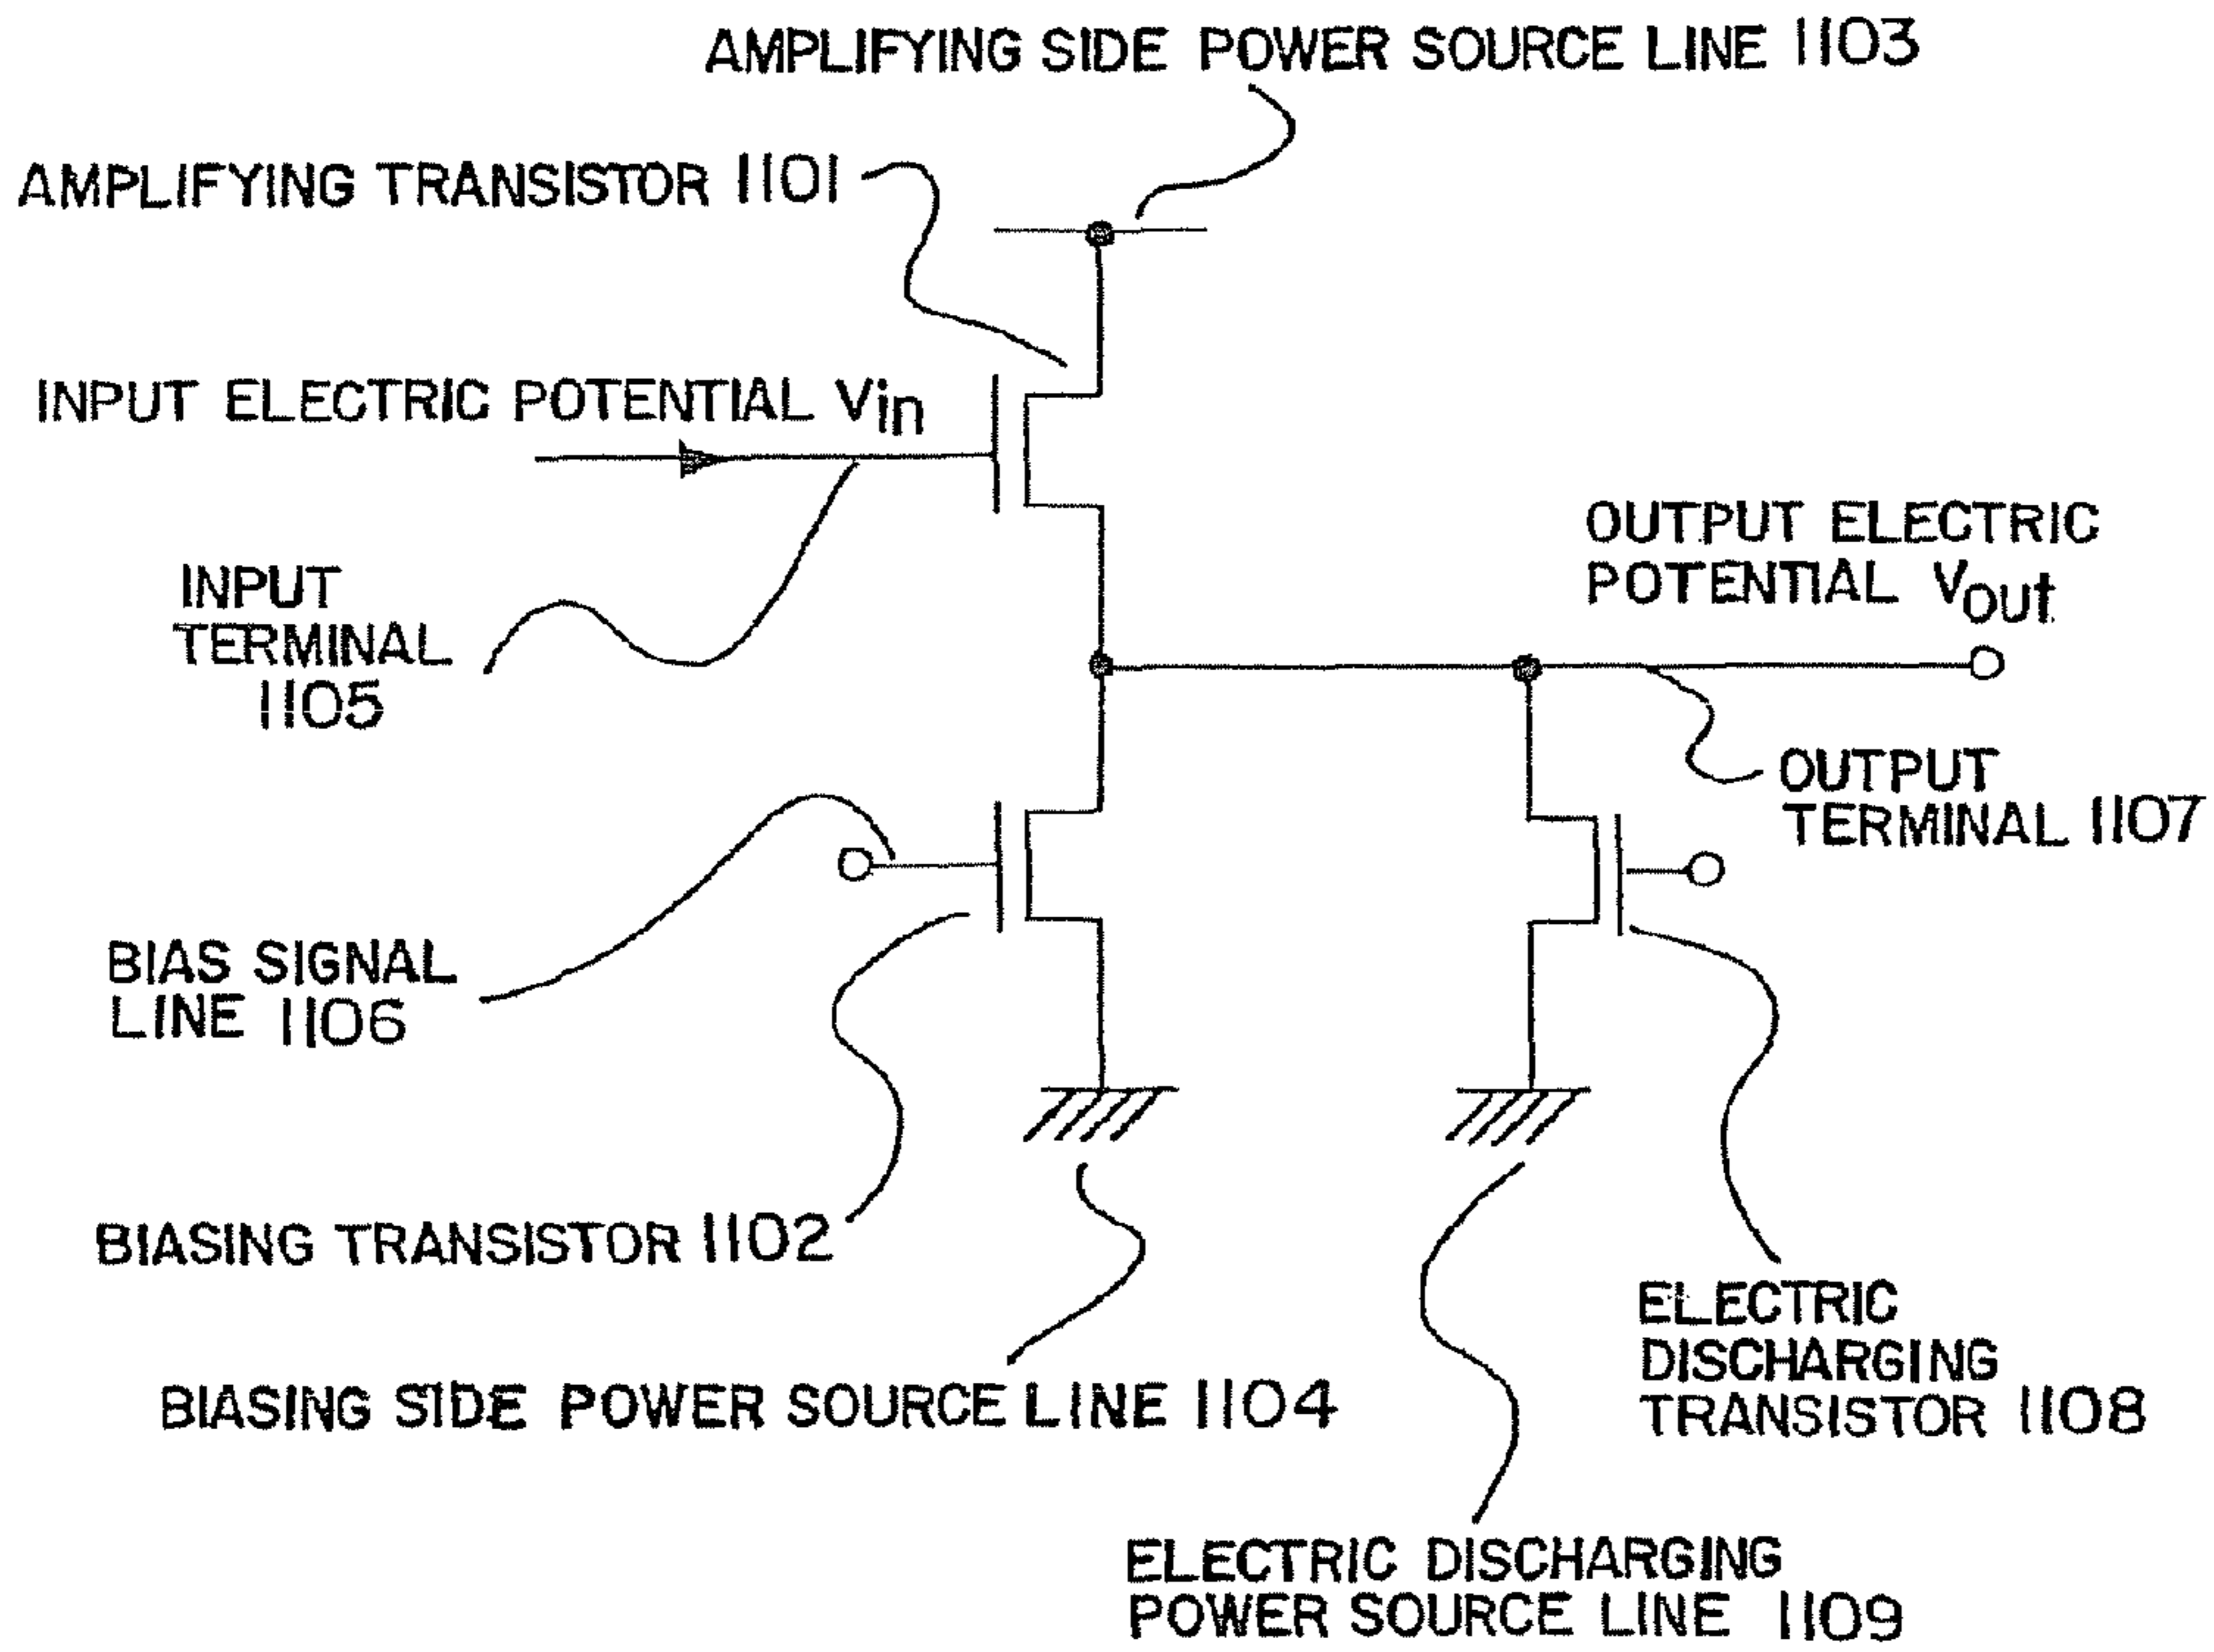 AMPLIFYING SIDE POWER SOURCE LINE 1103
AMPLIFYING TRANSISTOR 1101
INPUT ELECTRIC POTENTIAL Vin
OUTPUT ELECTRIC
POTENTIAL Vout
INPUT
TERMINAL
1105
OUTPUT
TERMINAL 1107
BIAS SIGNAL
LINE 1106
BIASING TRANSISTOR 1102
ELECTRIC
DISCHARGING
TRANSISTOR 1108
BIASING SIDE POWER SOURCE LINE 1104
ELECTRIC DISCHARGING
POWER SOURCE LINE 1109